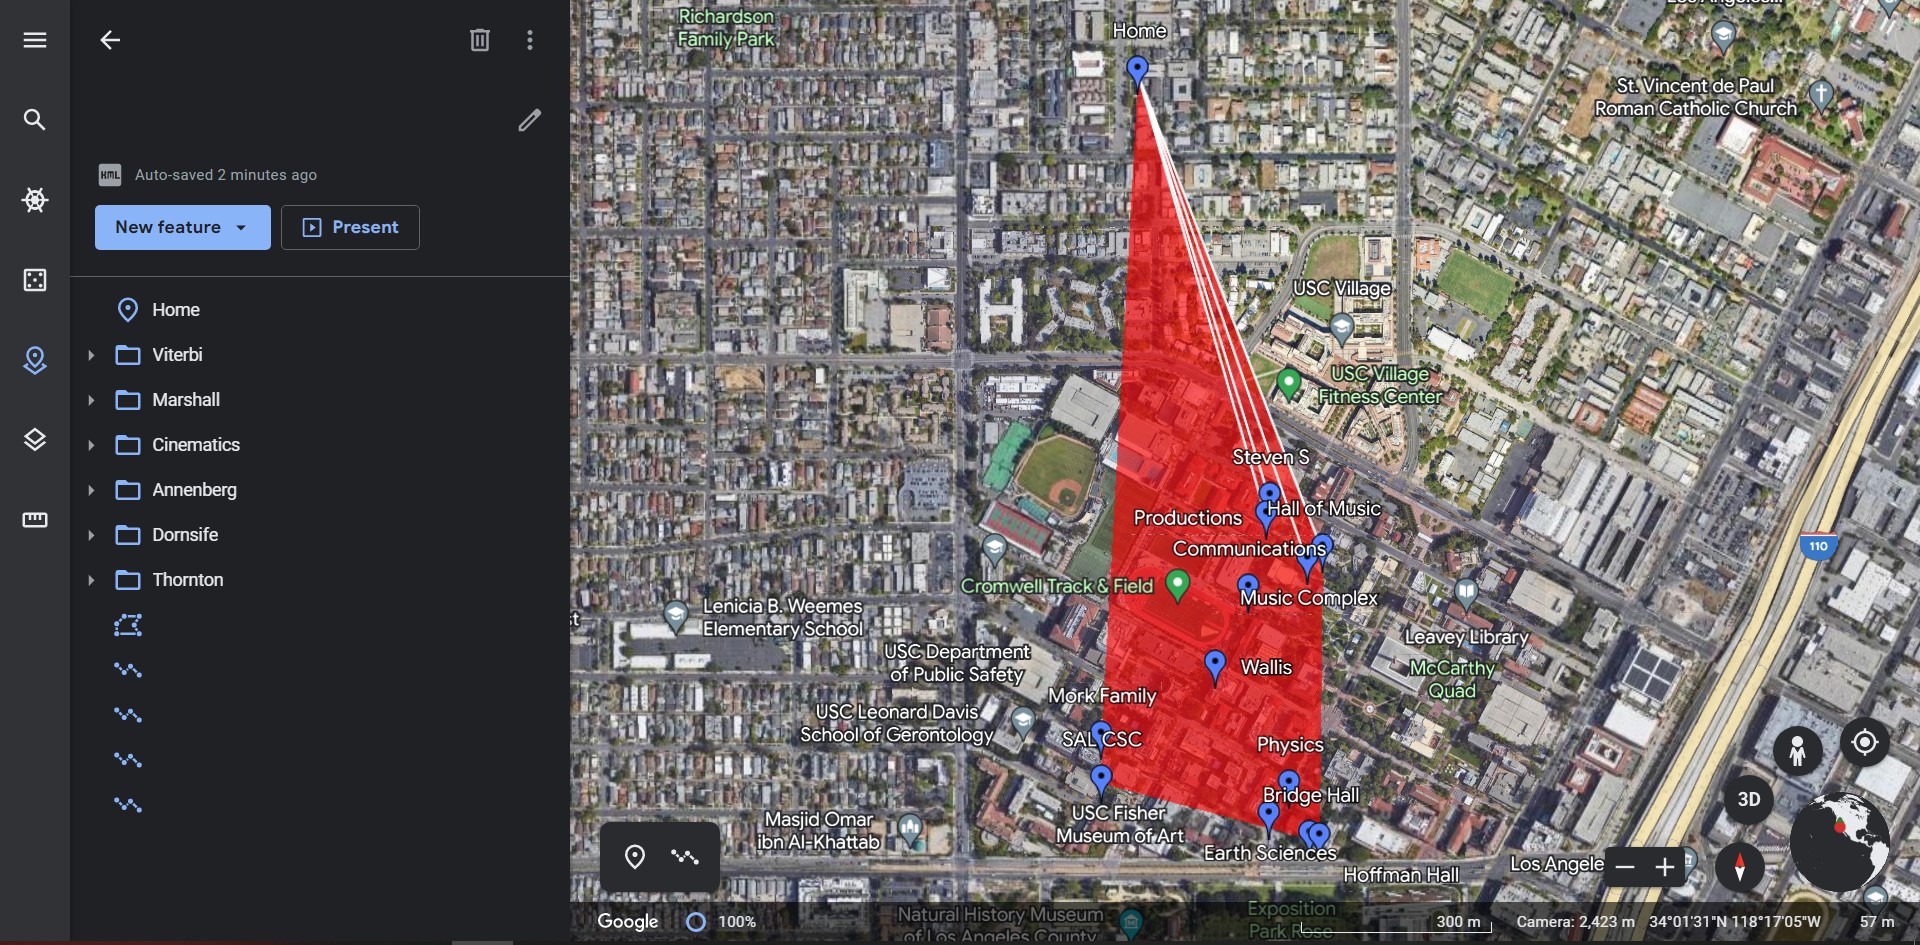 KML
Auto-saved 2 minutes ago
New feature
Present
Home
Viterbi
Marshall
Cinematics
Annenberg
Dornsife
Thornton
Richardson
Family Park
Home
St. Vincent de Paul
Roman Catholic Church
USC Village
USC Village
Fitness Center
Steven S
Hall of Music
Productions
Communications
110
Cromwell Track & Field
Music Complex
Lenicia B. Weemes
Elementary School
Leavey Library
USC Department
of Public Safety
Wallis
McCarthy
Quad
Mork Family
USC Leonard Davis
School of Gerontology
SAL CSC
Physics
Bridge Hall
3D
USC Fisher
Museum of Art
Masjid Omar
ibn Al-Khattab
Earth Sciences
Hoffman Hall
Los Angele
Natural History Museum
of Los Angeles County
Exposition
Park Rose
Google
100%
300 m
Camera: 2,423 m
34°01'31"N 118°17'05"W
57 m